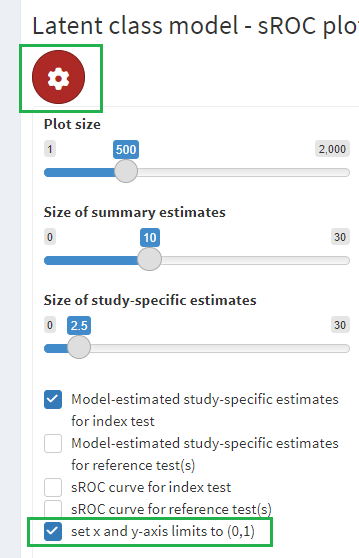 Latent class model - sROC plo
Plot size
1 500 2,000
Size of summary estimates
0 10 30
Size of study-specific estimates
0 2.5 30
Model-estimated study-specific estimates
for index test
Model-estimated study-specific estimates
for reference test(s)
sROC curve for index test
sROC curve for reference test(s)
set x and y-axis limits to (0,1)